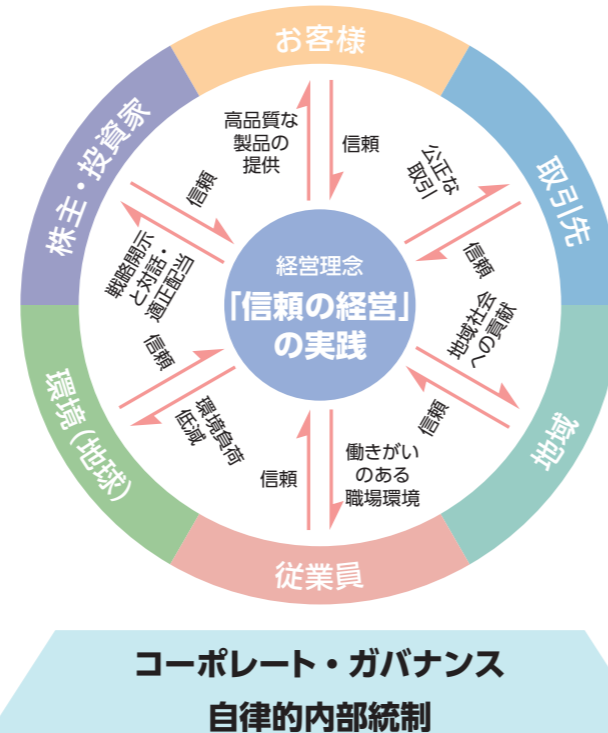 お客様
高品質な
製品の
提供
信頼
取引先
公正な
取引
信頼
地域
地域社会
への貢献
信頼
従業員
働きがい
のある
職場環境
信頼
環境(地球)
環境負荷
低減
信頼
株主・投資家
戦略開示
と対話・
適正配当
信頼
経営理念
「信頼の経営」
の実践
コーポレート・ガバナンス
自律的内部統制